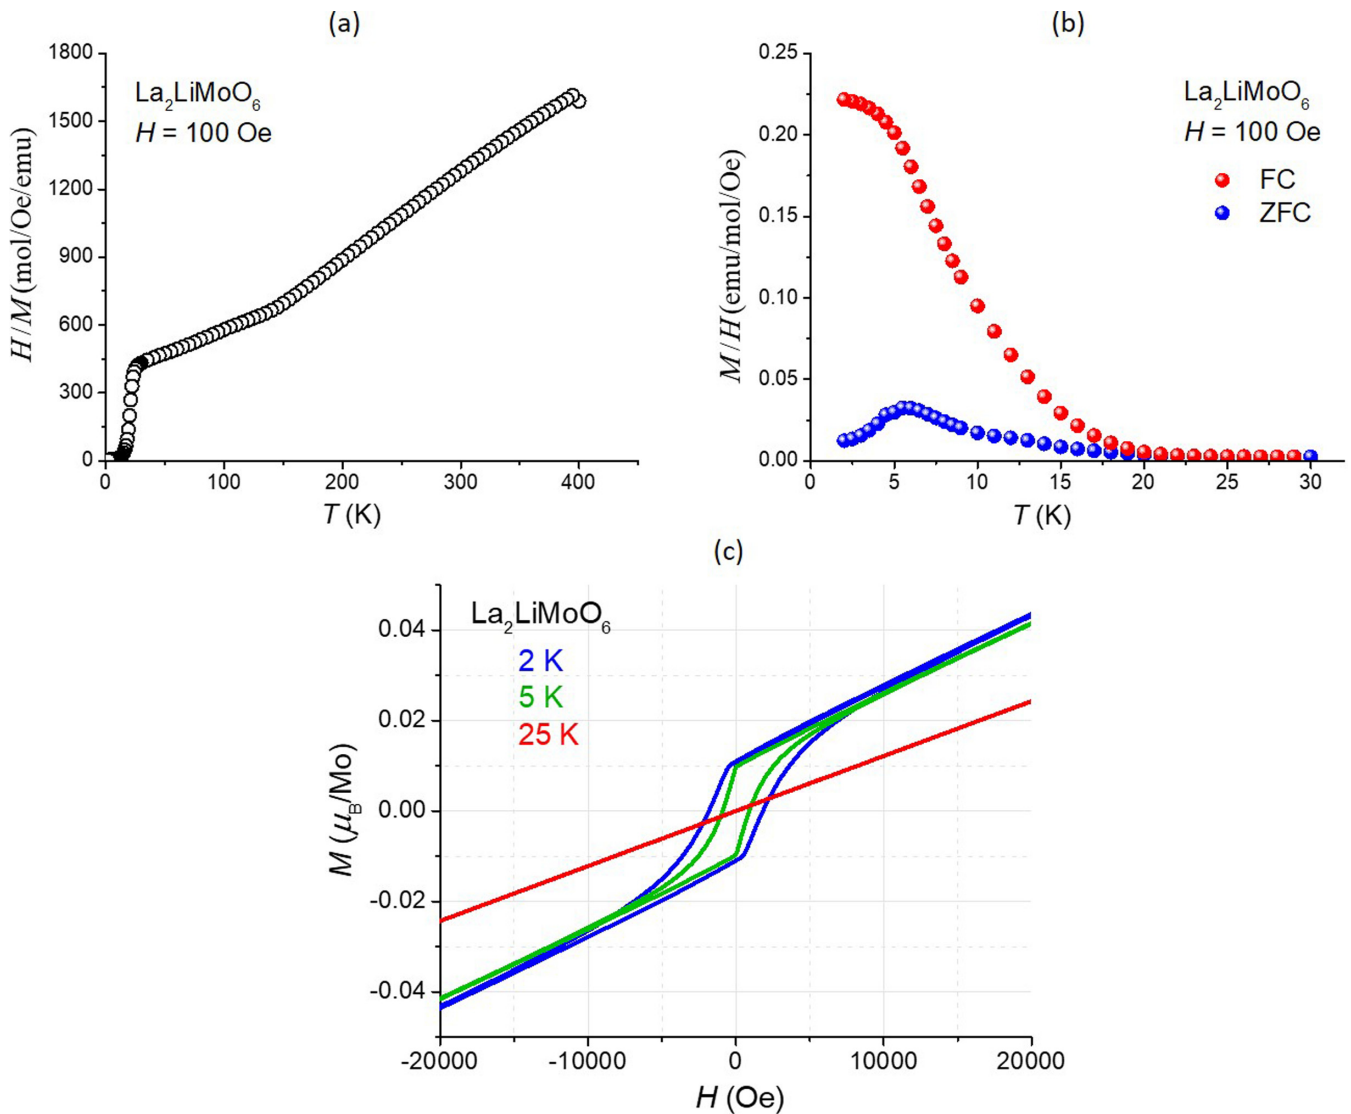 (a)
La₂LiMoO₆
H = 100 Oe
1800
1500
1200
900
600
300
0
H/M (mol/Oe/emu)
0 100 200 300 400
T (K)
(b)
La₂LiMoO₆
H = 100 Oe
FC
ZFC
0.25
0.20
0.15
0.10
0.05
0.00
M/H (emu/mol/Oe)
0 5 10 15 20 25 30
T (K)
(c)
La₂LiMoO₆
2 K
5 K
25 K
0.04
0.02
0.00
-0.02
-0.04
M (μB/Mo)
-20000 -10000 0 10000 20000
H (Oe)